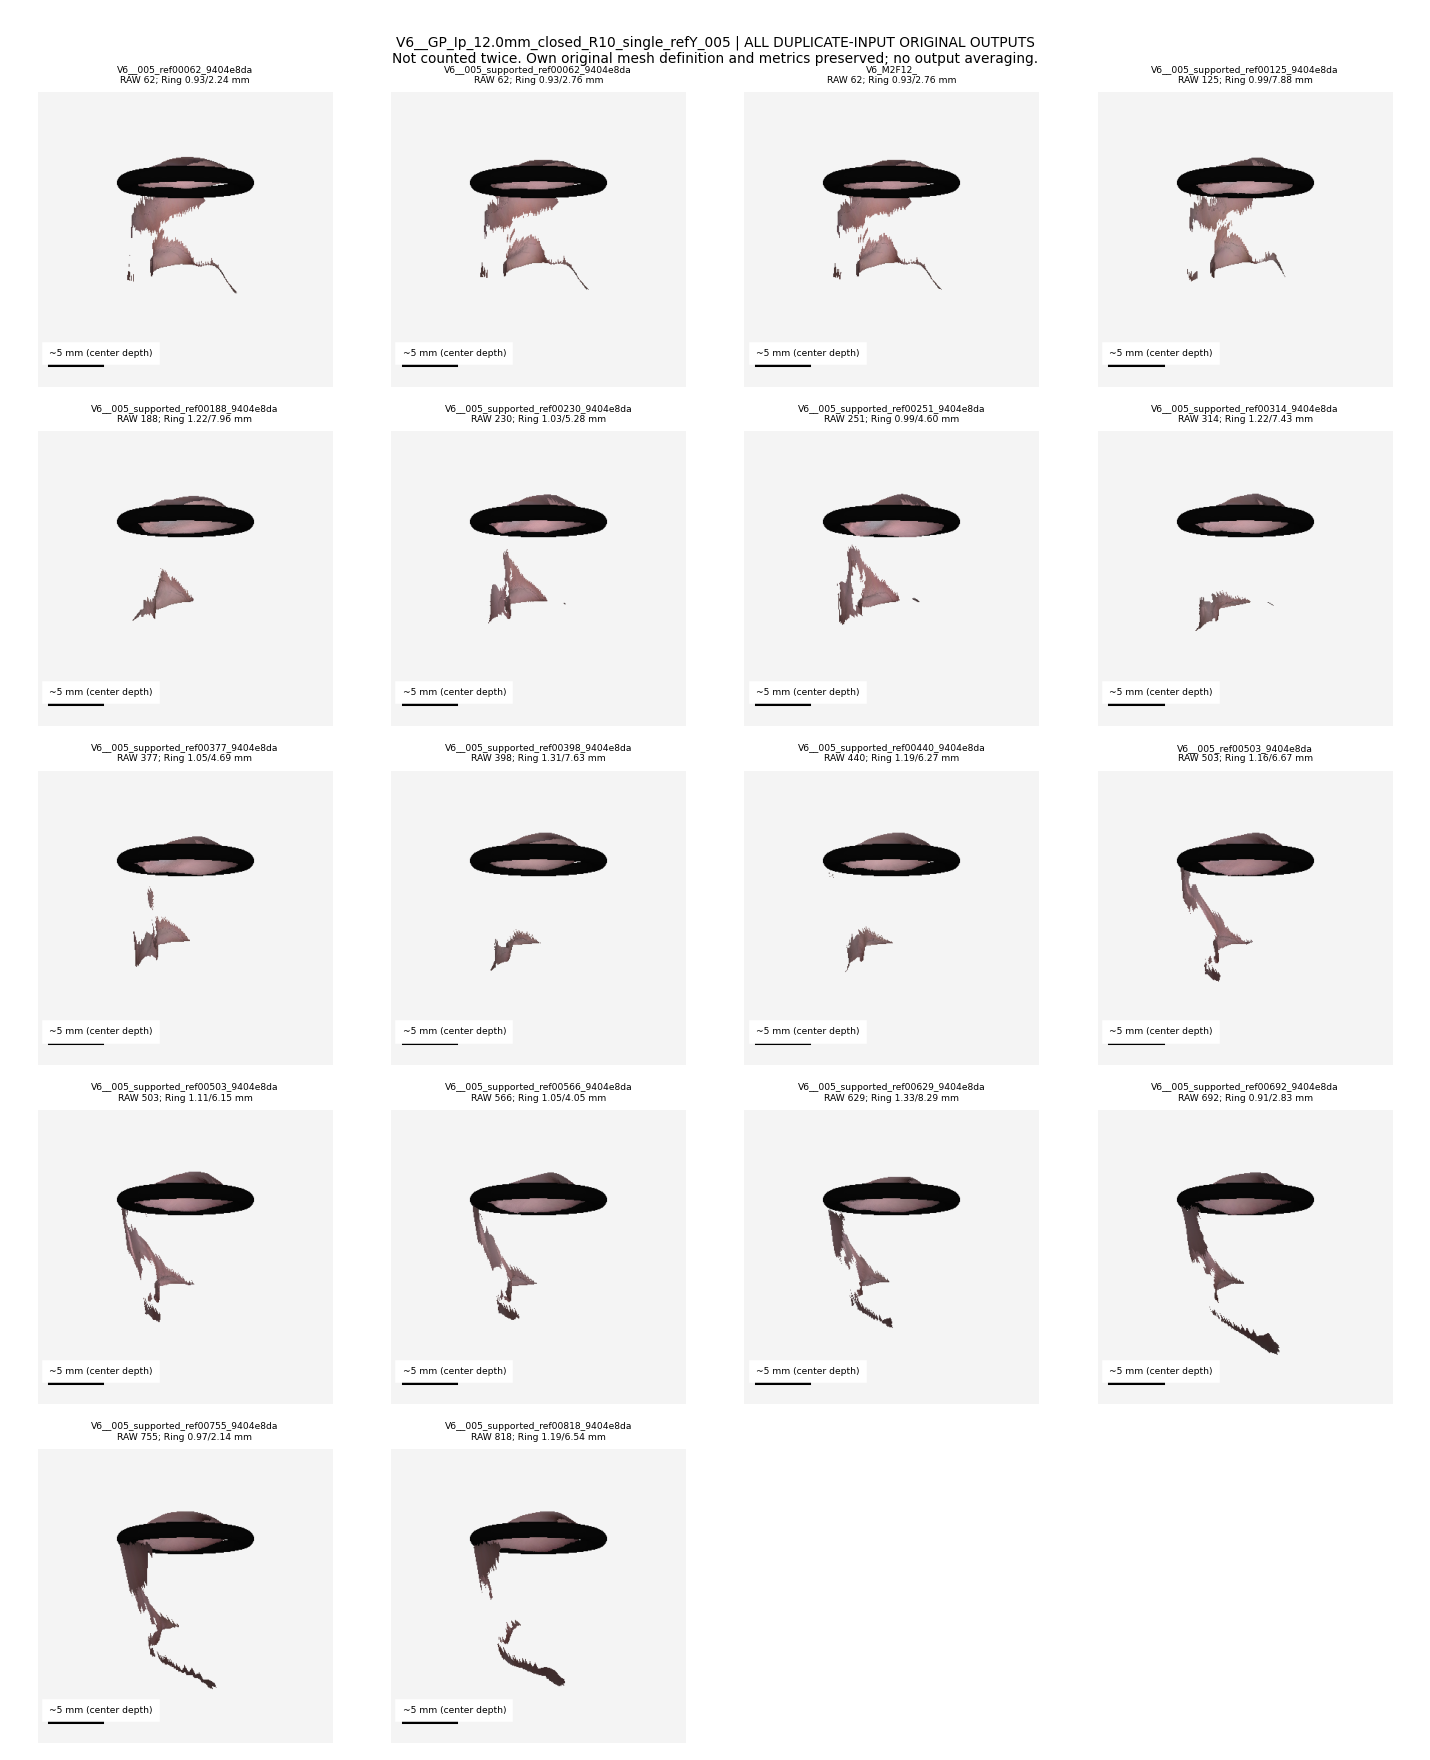 V6__GP_Ip_12.0mm_closed_R10_single_refY_005 | ALL DUPLICATE-INPUT ORIGINAL OUTPUTS
Not counted twice. Own original mesh definition and metrics preserved; no output averaging.
V6__005_ref00062_9404e8da
RAW 62; Ring 0.93/2.24 mm
~5 mm (center depth)
V6__005_supported_ref00062_9404e8da
RAW 62; Ring 0.93/2.76 mm
~5 mm (center depth)
V6_M2F12_
RAW 62; Ring 0.93/2.76 mm
~5 mm (center depth)
V6__005_supported_ref00125_9404e8da
RAW 125; Ring 0.99/7.88 mm
~5 mm (center depth)
V6__005_supported_ref00188_9404e8da
RAW 188; Ring 1.22/7.96 mm
~5 mm (center depth)
V6__005_supported_ref00230_9404e8da
RAW 230; Ring 1.03/5.28 mm
~5 mm (center depth)
V6__005_supported_ref00251_9404e8da
RAW 251; Ring 0.99/4.60 mm
~5 mm (center depth)
V6__005_supported_ref00314_9404e8da
RAW 314; Ring 1.22/7.43 mm
~5 mm (center depth)
V6__005_supported_ref00377_9404e8da
RAW 377; Ring 1.05/4.69 mm
~5 mm (center depth)
V6__005_supported_ref00398_9404e8da
RAW 398; Ring 1.31/7.63 mm
~5 mm (center depth)
V6__005_supported_ref00440_9404e8da
RAW 440; Ring 1.19/6.27 mm
~5 mm (center depth)
V6__005_ref00503_9404e8da
RAW 503; Ring 1.16/6.67 mm
~5 mm (center depth)
V6__005_supported_ref00503_9404e8da
RAW 503; Ring 1.11/6.15 mm
~5 mm (center depth)
V6__005_supported_ref00566_9404e8da
RAW 566; Ring 1.05/4.05 mm
~5 mm (center depth)
V6__005_supported_ref00629_9404e8da
RAW 629; Ring 1.33/8.29 mm
~5 mm (center depth)
V6__005_supported_ref00692_9404e8da
RAW 692; Ring 0.91/2.83 mm
~5 mm (center depth)
V6__005_supported_ref00755_9404e8da
RAW 755; Ring 0.97/2.14 mm
~5 mm (center depth)
V6__005_supported_ref00818_9404e8da
RAW 818; Ring 1.19/6.54 mm
~5 mm (center depth)